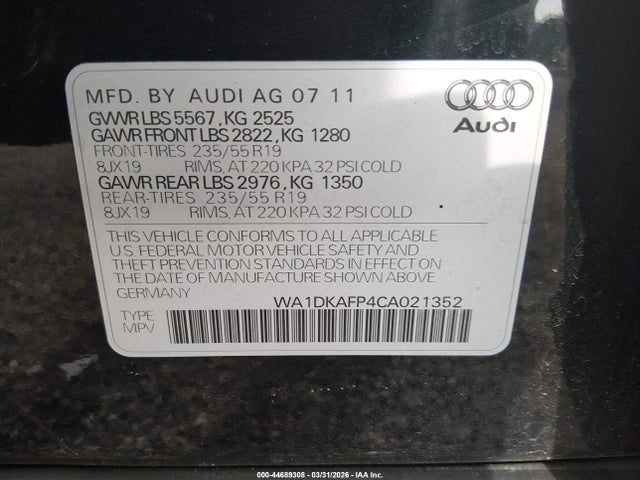 MFD. BY AUDI AG 07 11
GVWR LBS 5567, KG 2525
GAWR FRONT LBS 2822, KG 1280
FRONT-TIRES 235/55 R19
8JX19 RIMS, AT 220 KPA 32 PSI COLD
GAWR REAR LBS 2976, KG 1350
REAR-TIRES 235/55 R19
8JX19 RIMS, AT 220 KPA 32 PSI COLD
Audi
THIS VEHICLE CONFORMS TO ALL APPLICABLE
U.S. FEDERAL MOTOR VEHICLE SAFETY AND
THEFT PREVENTION STANDARDS IN EFFECT ON
THE DATE OF MANUFACTURE SHOWN ABOVE
GERMANY WA1DKAFP4CA021352
TYPE
MPV
000-44689308 - 03/31/2026 - IAA Inc.